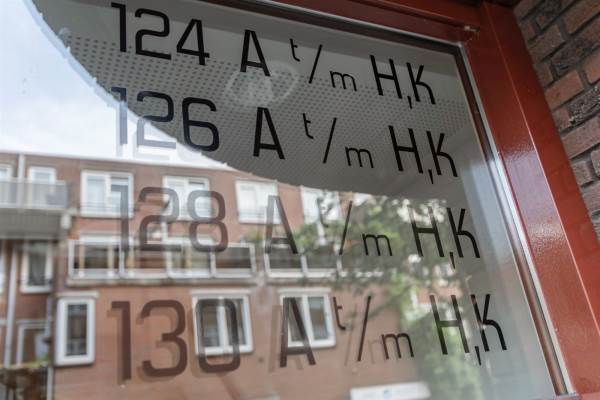 124 A t/m H,K
126 A t/m H,K
128 A t/m H,K
130 A t/m H,K